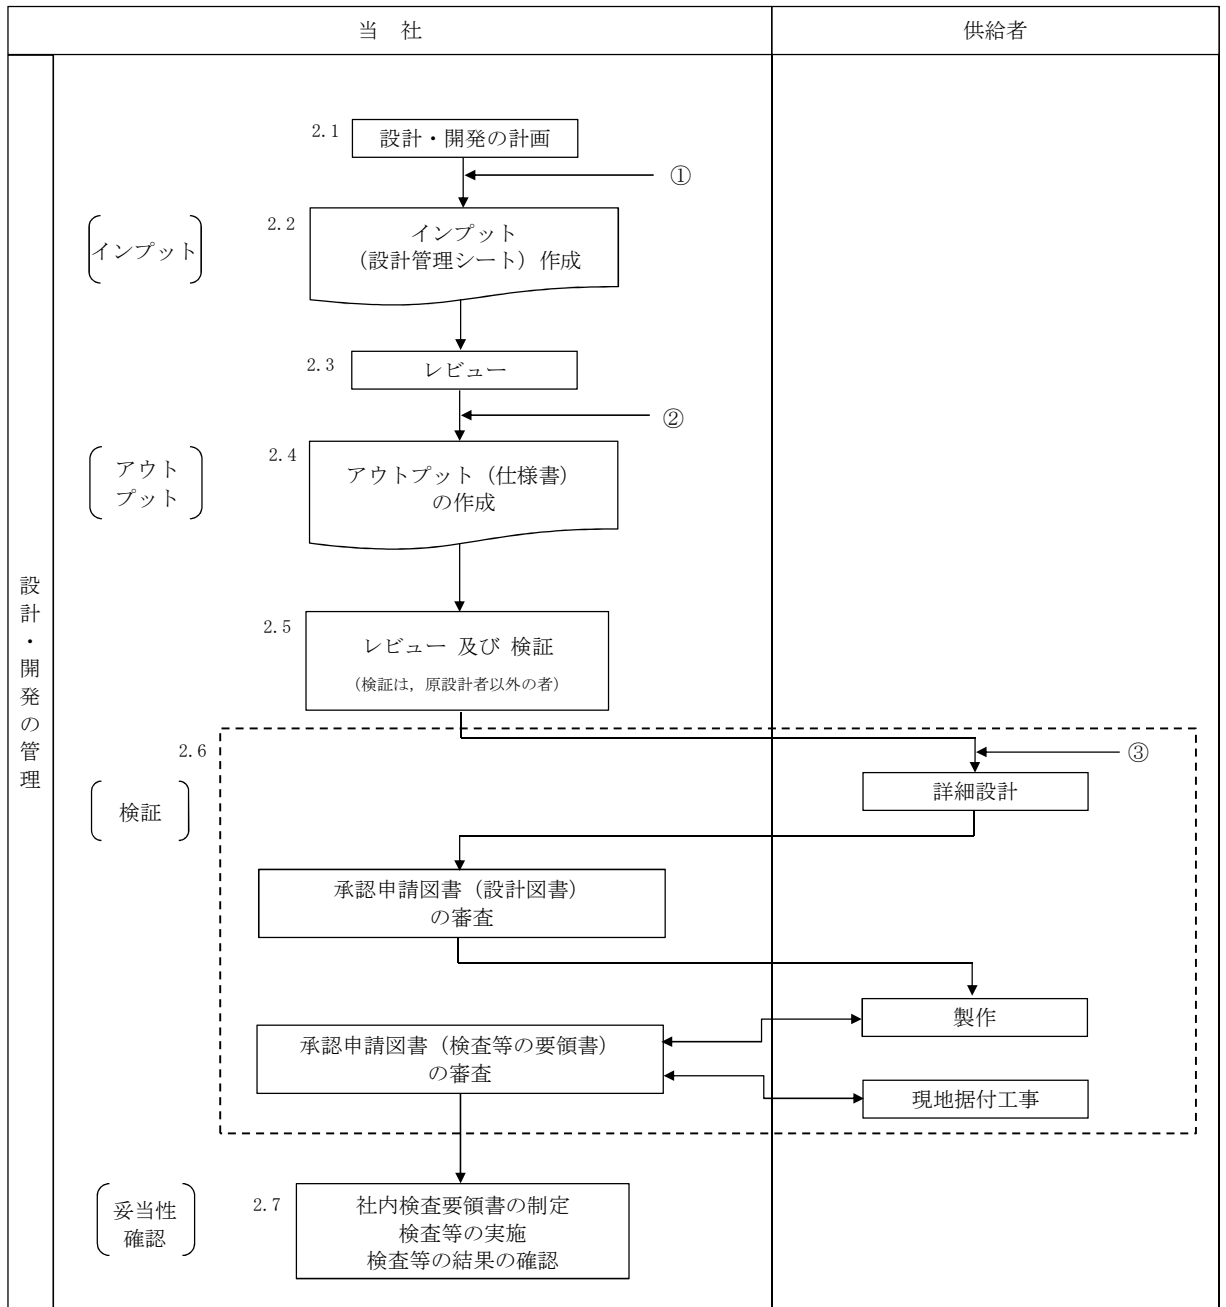 当 社
供給者
設計・開発の管理
2.1
設計・開発の計画
①
インプット
2.2
インプット
（設計管理シート）作成
2.3
レビュー
②
アウト
プット
2.4
アウトプット（仕様書）
の作成
2.5
レビュー 及び 検証
(検証は，原設計者以外の者)
2.6
③
検証
詳細設計
承認申請図書（設計図書）
の審査
製作
承認申請図書（検査等の要領書）
の審査
現地据付工事
妥当性
確認
2.7
社内検査要領書の制定
検査等の実施
検査等の結果の確認